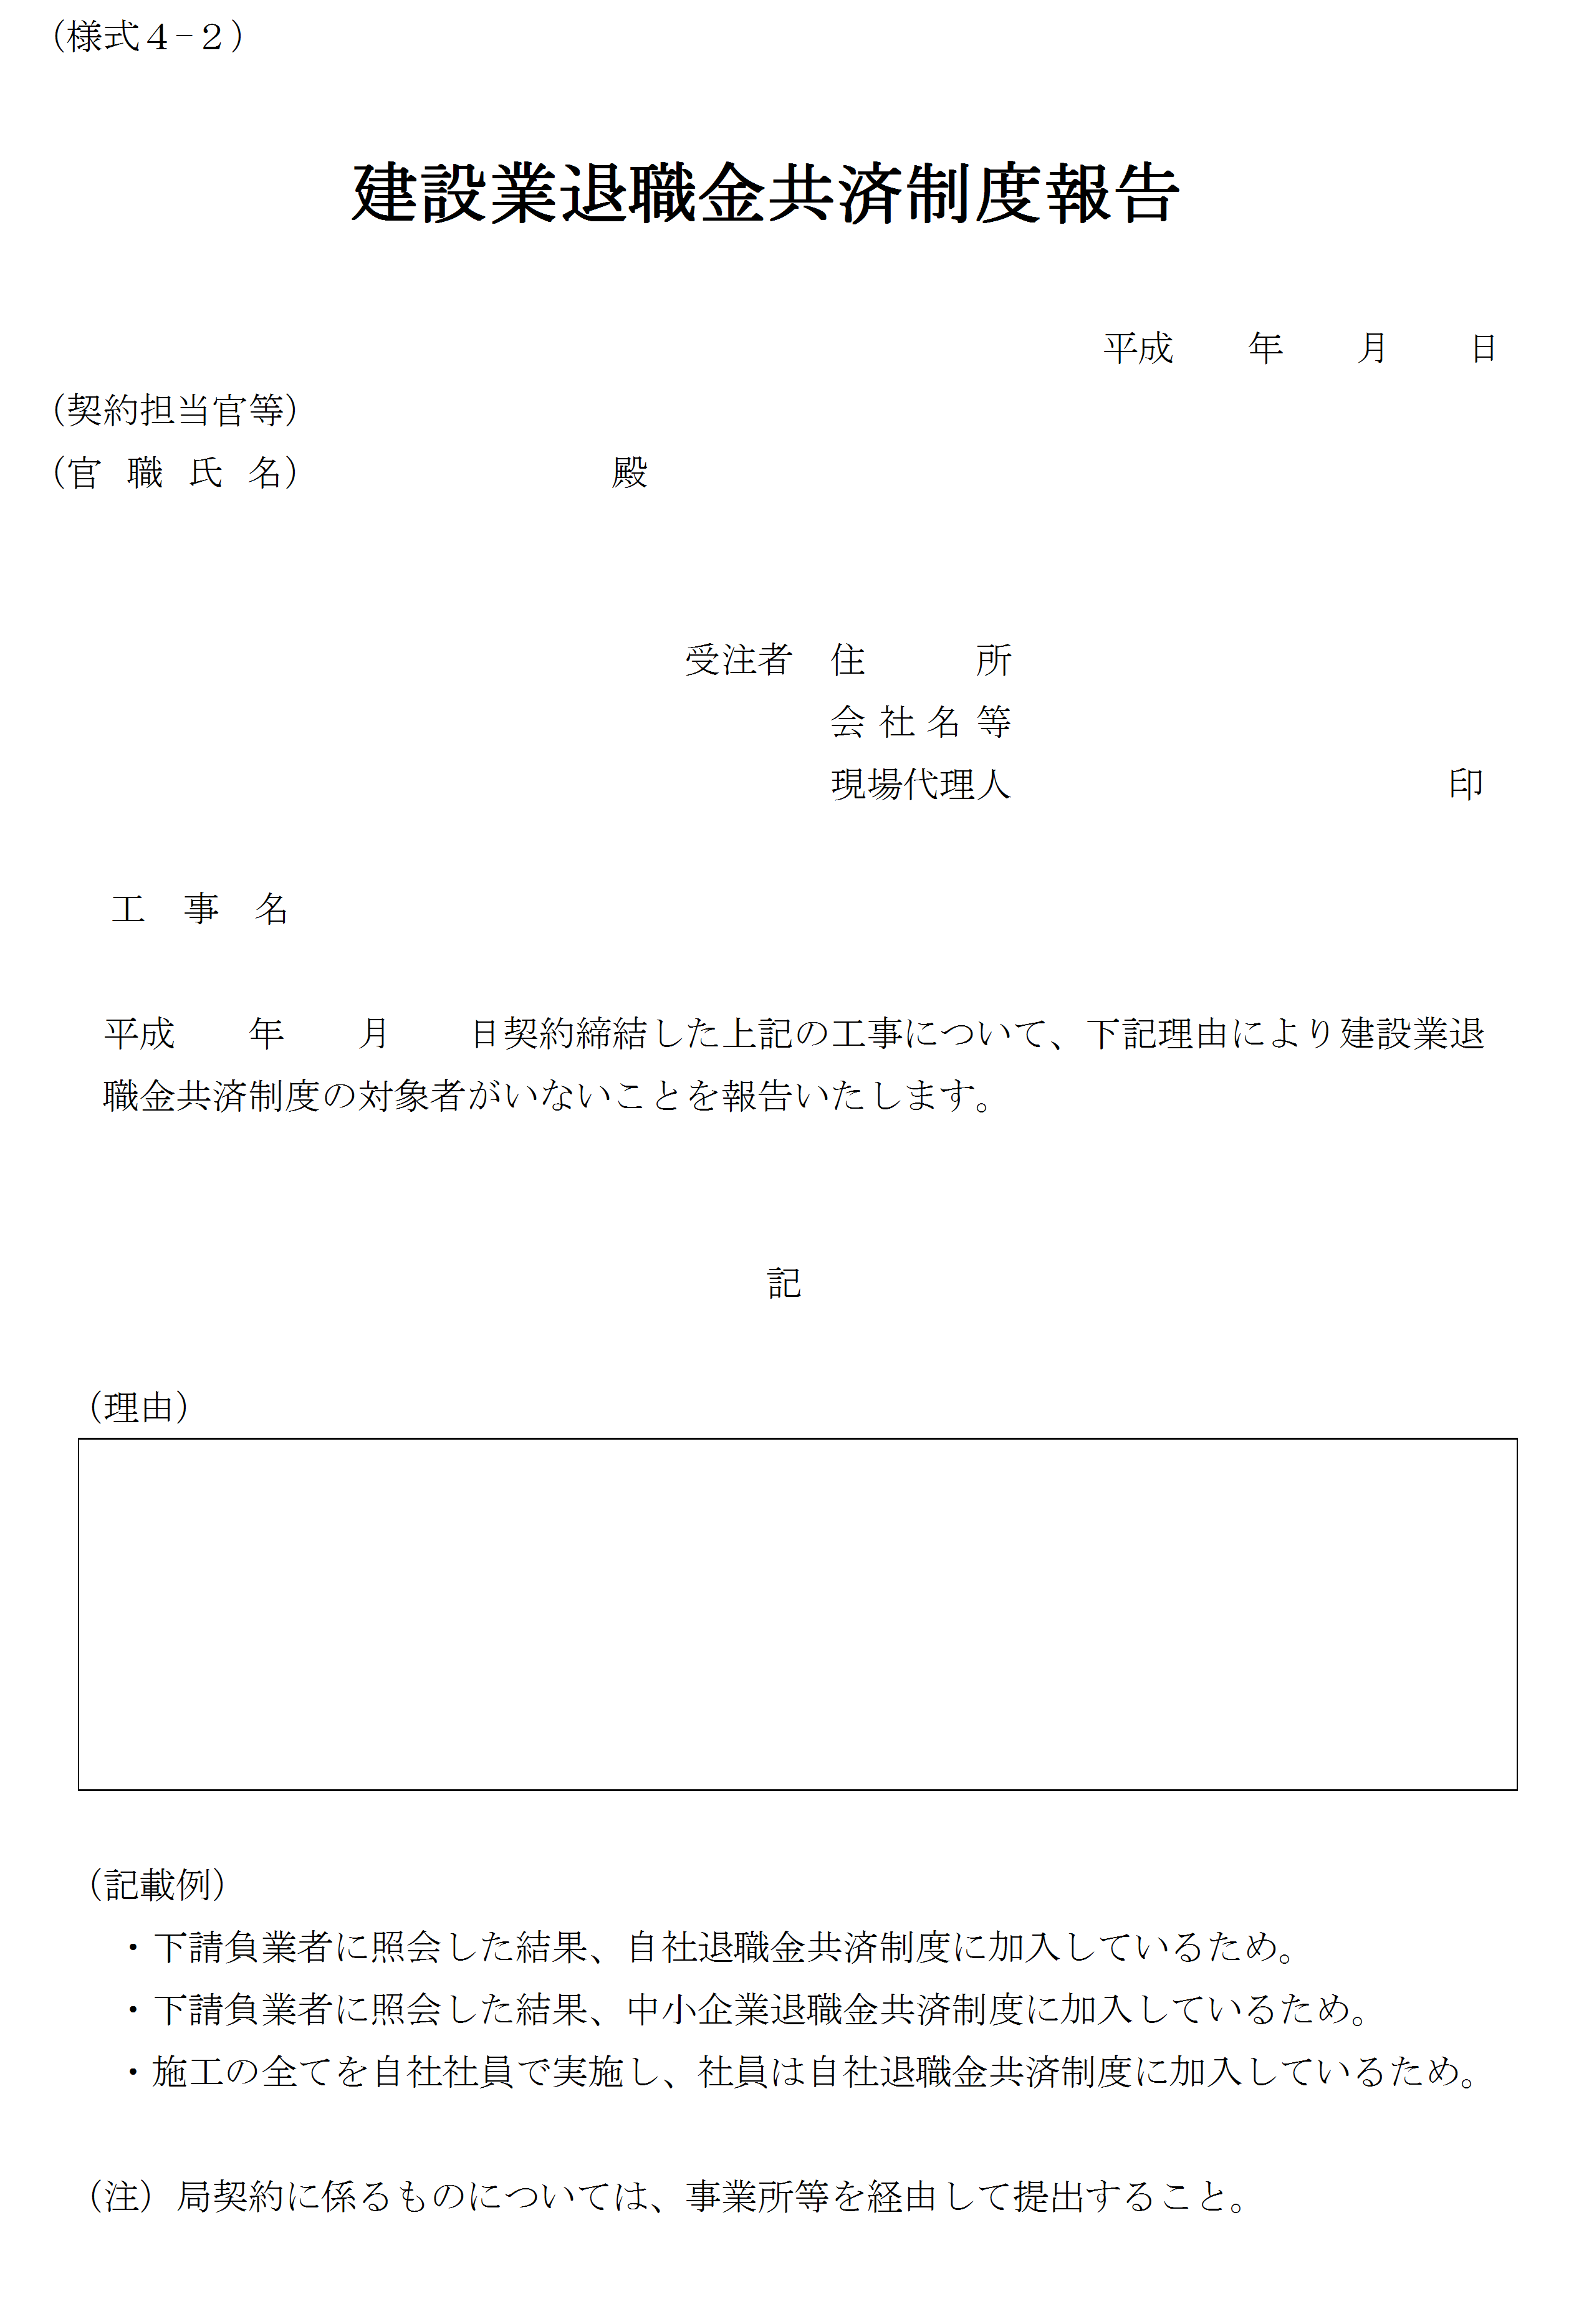 （様式４−２）
建設業退職金共済制度報告
平成　　年　　月　　日
（契約担当官等）
（官 職 氏 名）　　　　　　　　殿
受注者　住　　　所
会 社 名 等
現場代理人　　　　　　　　　　　　印
工　事　名
平成　　年　　月　　日契約締結した上記の工事について、下記理由により建設業退
職金共済制度の対象者がいないことを報告いたします。
記
（理由）
（記載例）
・下請負業者に照会した結果、自社退職金共済制度に加入しているため。
・下請負業者に照会した結果、中小企業退職金共済制度に加入しているため。
・施工の全てを自社社員で実施し、社員は自社退職金共済制度に加入しているため。
（注）局契約に係るものについては、事業所等を経由して提出すること。